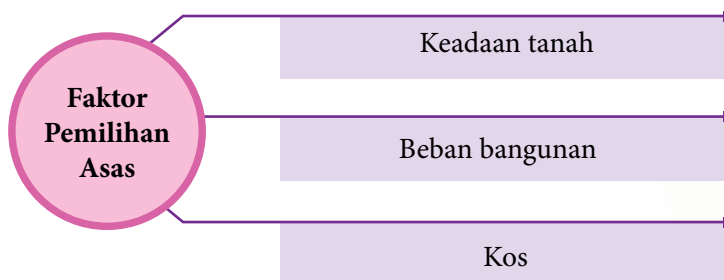 Faktor
Pemilihan
Asas
Keadaan tanah
Beban bangunan
Kos